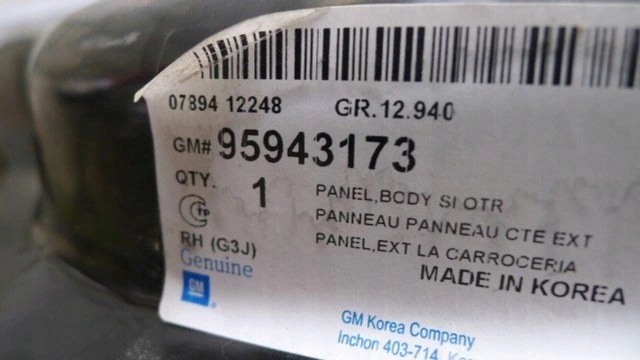 07894 12248 GR.12.940
GM# 95943173
QTY. 1
PANEL,BODY SI OTR
PANNEAU PANNEAU CTE EXT
PANEL,EXT LA CARROCERIA
RH (G3J)
MADE IN KOREA
Genuine
GM
GM Korea Company
Inchon 403-714,